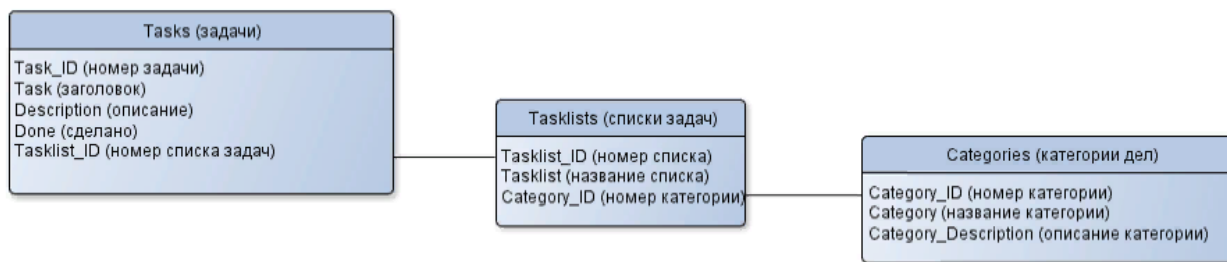 Tasks (задачи)
Task_ID (номер задачи)
Task (заголовок)
Description (описание)
Done (сделано)
Tasklist_ID (номер списка задач)
Tasklists (списки задач)
Tasklist_ID (номер списка)
Tasklist (название списка)
Category_ID (номер категории)
Categories (категории дел)
Category_ID (номер категории)
Category (название категории)
Category_Description (описание категории)